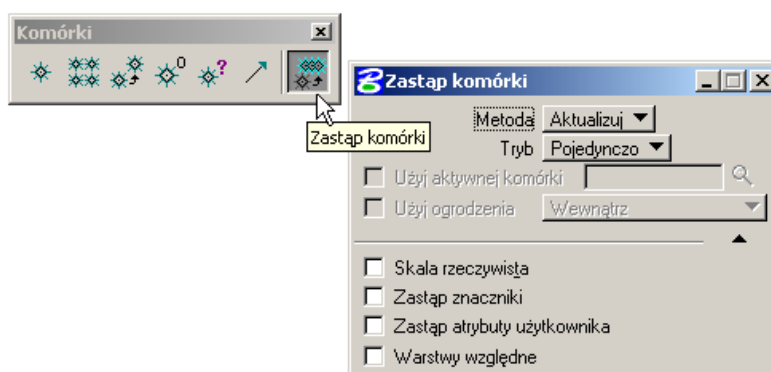 Komórki
Zastąp komórki
Zastąp komórki
Metoda Aktualizuj
Tryb Pojedynczo
Użyj aktywnej komórki
Użyj ogrodzenia Wewnątrz
Skala rzeczywista
Zastąp znaczniki
Zastąp atrybuty użytkownika
Warstwy względne